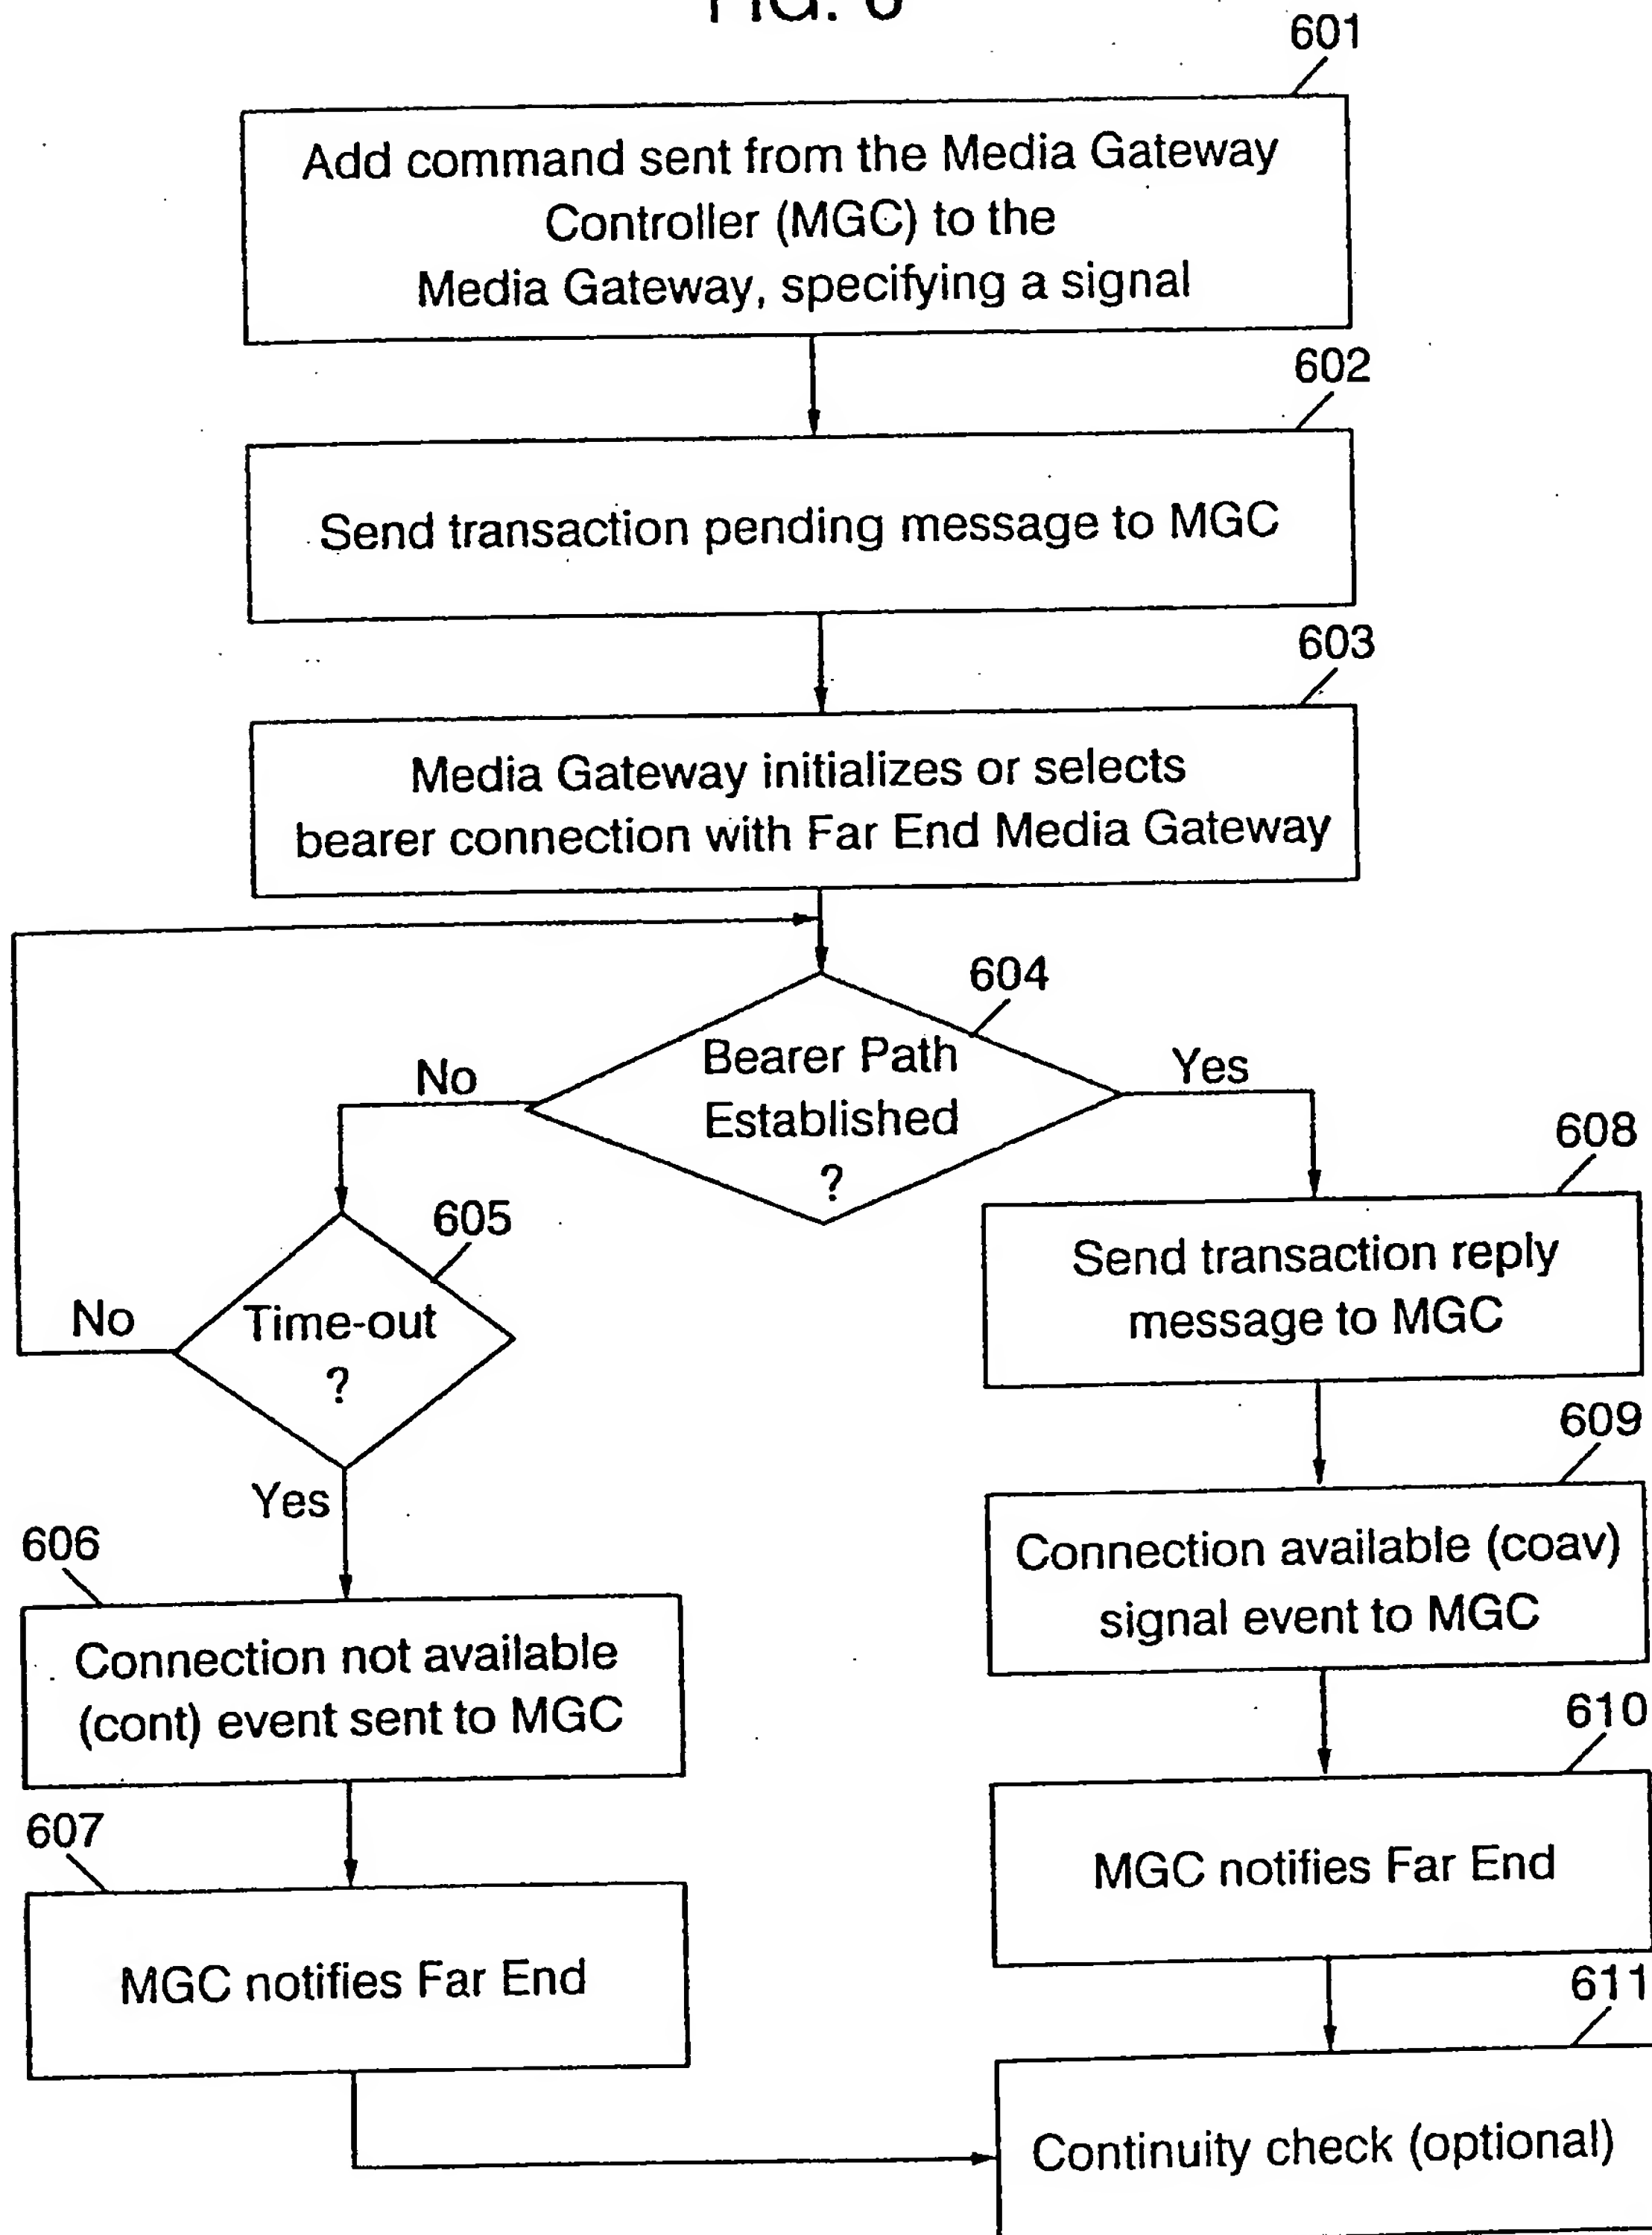 FIG. 6
601
Add command sent from the Media Gateway
Controller (MGC) to the
Media Gateway, specifying a signal
602
Send transaction pending message to MGC
603
Media Gateway initializes or selects
bearer connection with Far End Media Gateway
604
Bearer Path
Established
?
No
Yes
605
Time-out
?
No
Yes
606
Connection not available
(cont) event sent to MGC
607
MGC notifies Far End
608
Send transaction reply
message to MGC
609
Connection available (coav)
signal event to MGC
610
MGC notifies Far End
611
Continuity check (optional)